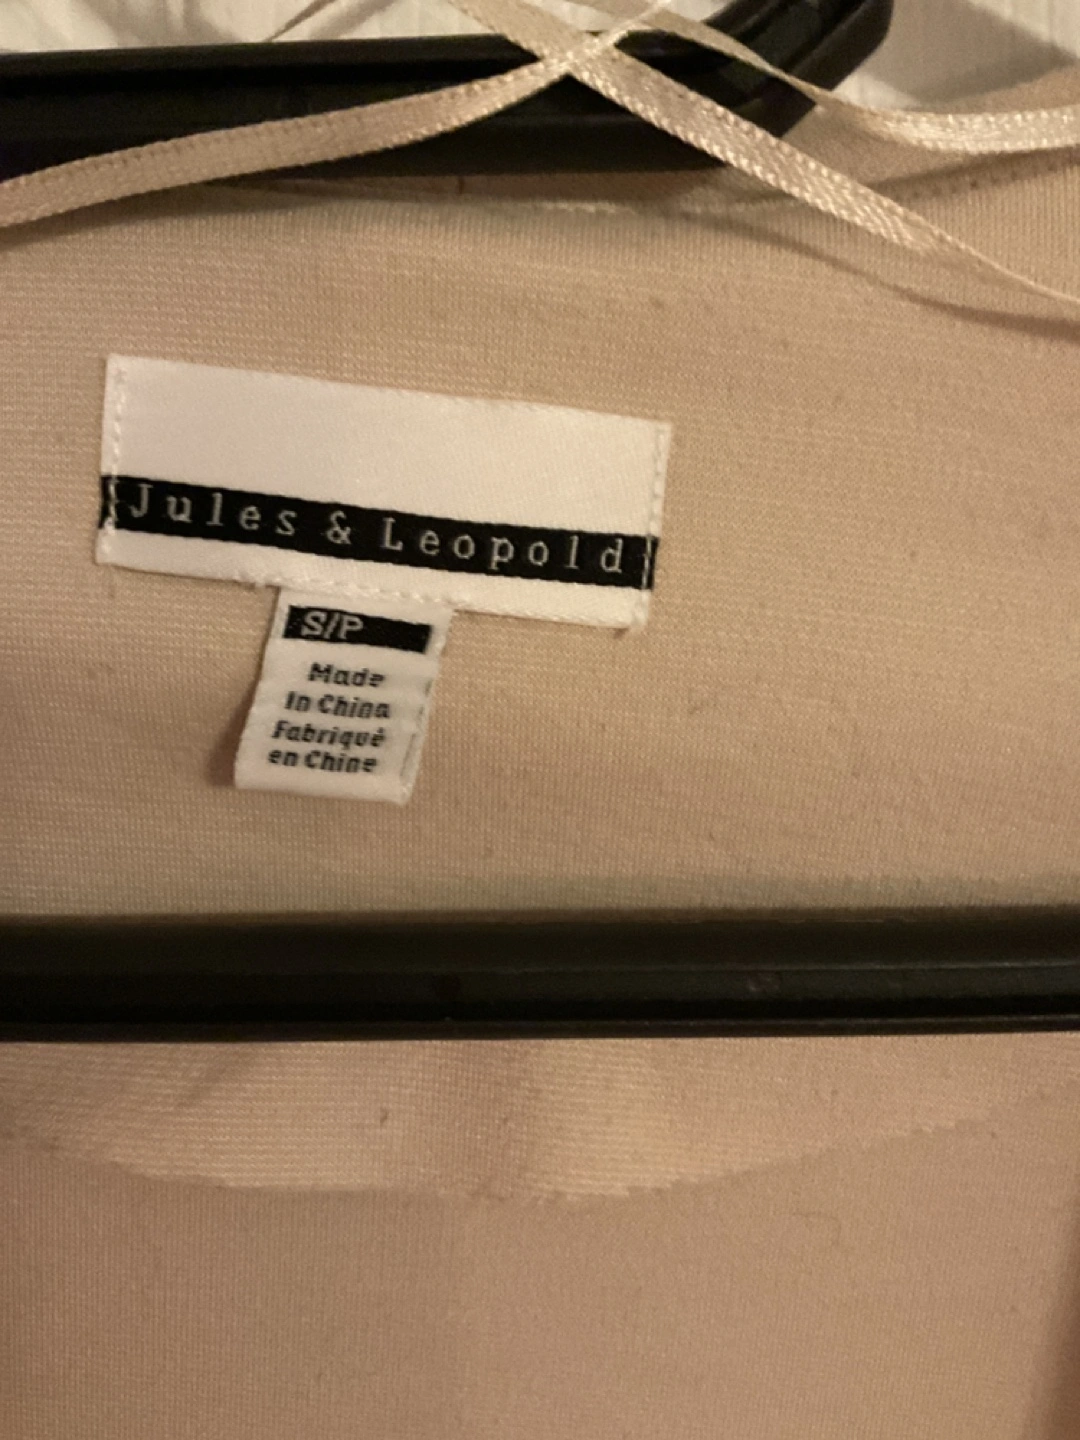 Jules & Leopold
S/P
Made
In China
Fabriqué
en Chine